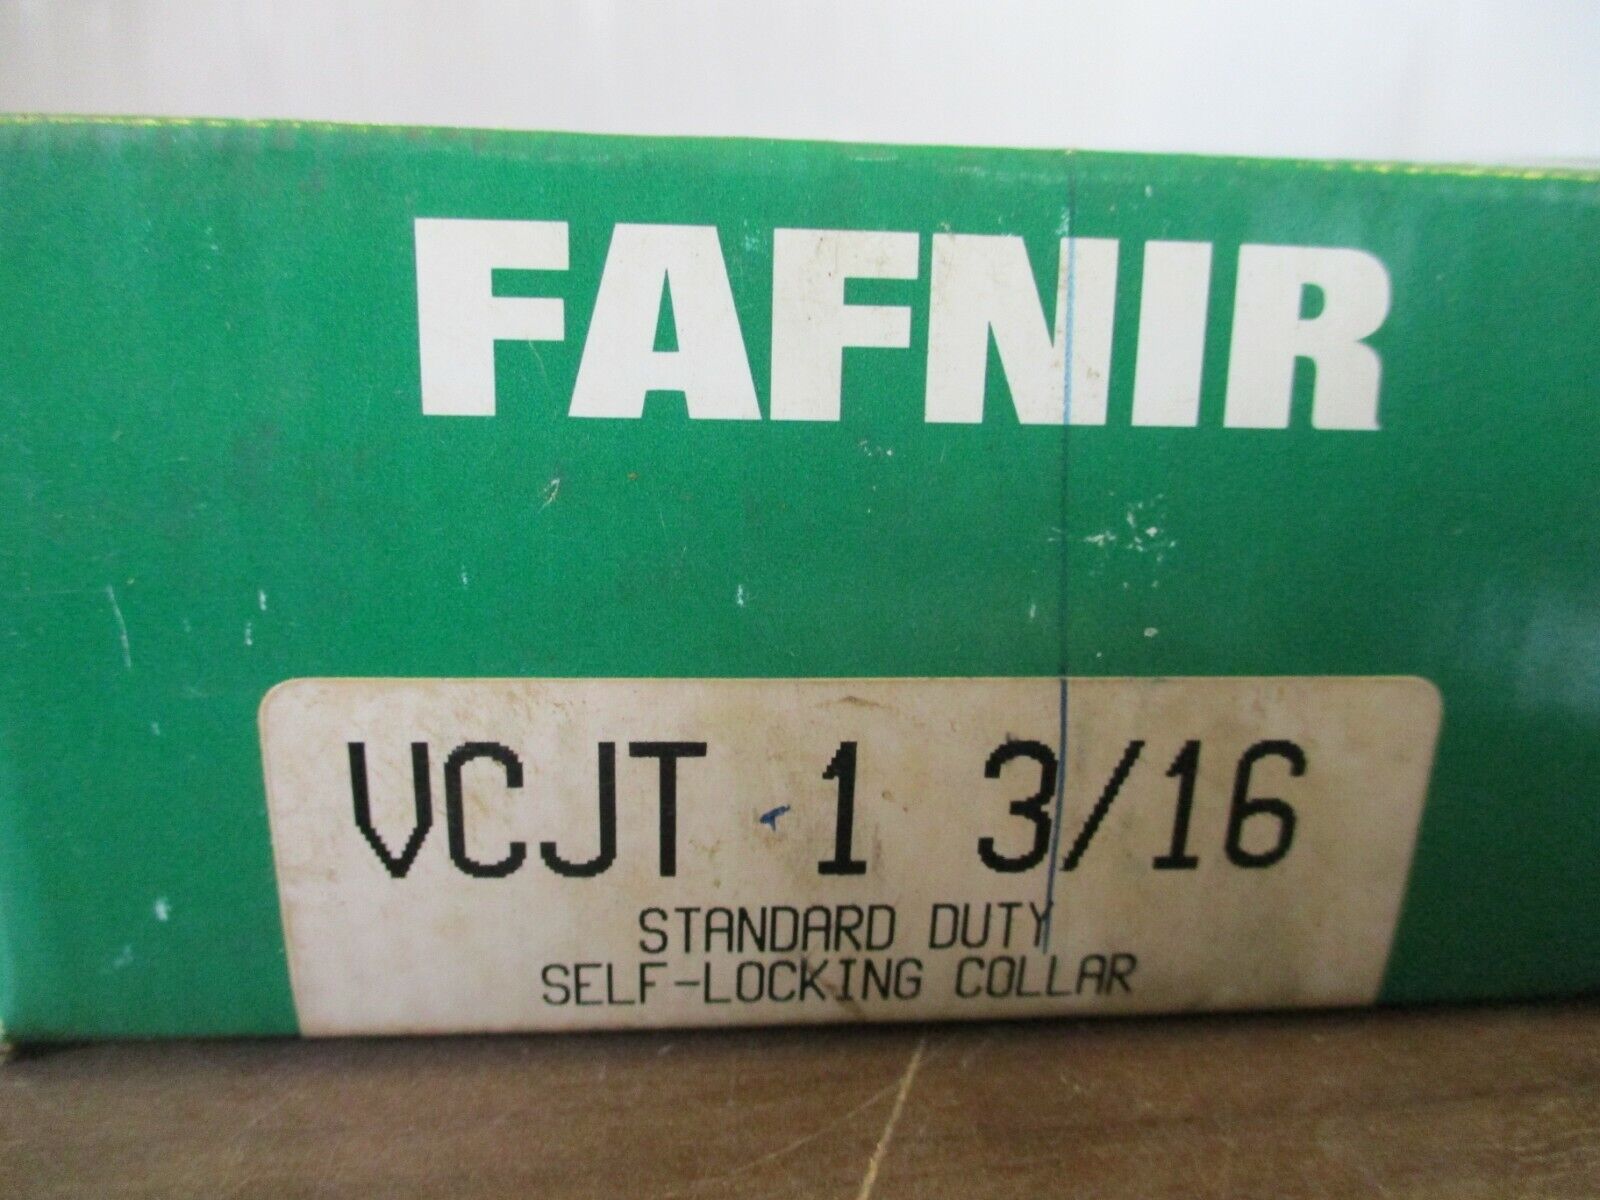 FAFNIR
VCJT 1 3/16
STANDARD DUTY
SELF-LOCKING COLLAR